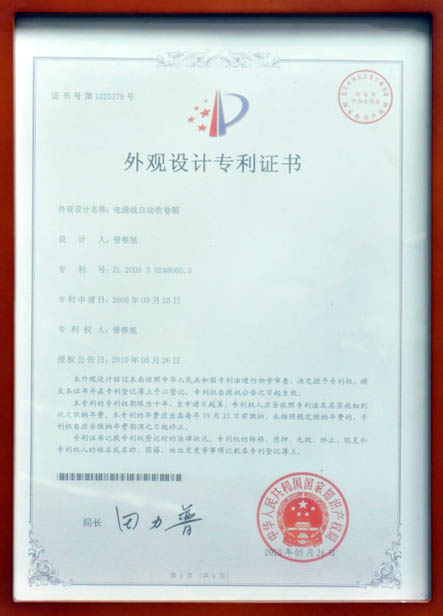 证书号第1225379号
外观设计专利证书
外观设计名称：电源线自动收卷箱
设 计 人：曾春旭
专 利 号：ZL 2009 3 0248000.3
专利申请日：2009年09月25日
专 利 权 人：曾春旭
授权公告日：2010年05月26日
本外观设计经过本局依照中华人民共和国专利法进行初步审查，决定授予专利权，颁
发本证书并在专利登记簿上予以登记。专利权自授权公告之日起生效。
本专利的专利权期限为十年，自申请日起算。专利权人应当依照专利法及其实施细则
规定缴纳年费。本专利的年费应当在每年09月25日前缴纳。未按照规定缴纳年费的，专
利权自应当缴纳年费期满之日起终止。
专利证书记载专利权登记时的法律状况。专利权的转移、质押、无效、终止、恢复和
专利权人的姓名或名称、国籍、地址变更等事项记载在专利登记簿上。
局长 田力普
中华人民共和国国家知识产权局
2010年05月26日
第1页（共1页）